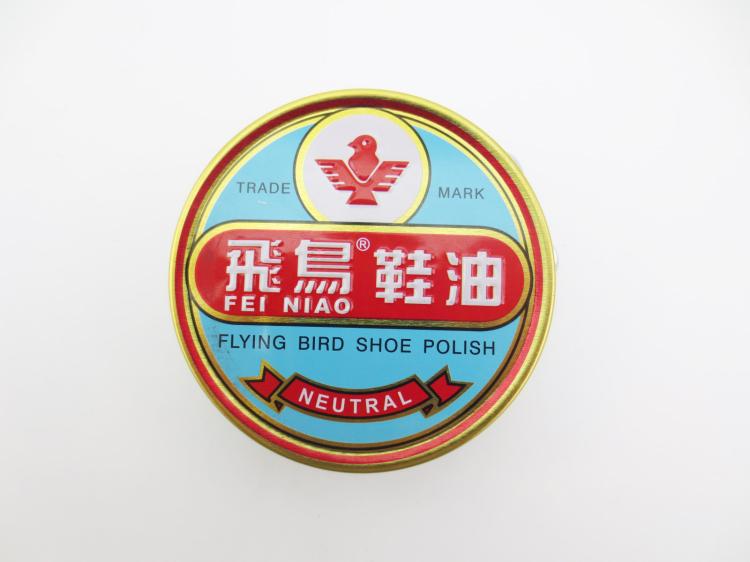 TRADE MARK
飛鳥® 鞋油
FEI NIAO
FLYING BIRD SHOE POLISH
NEUTRAL